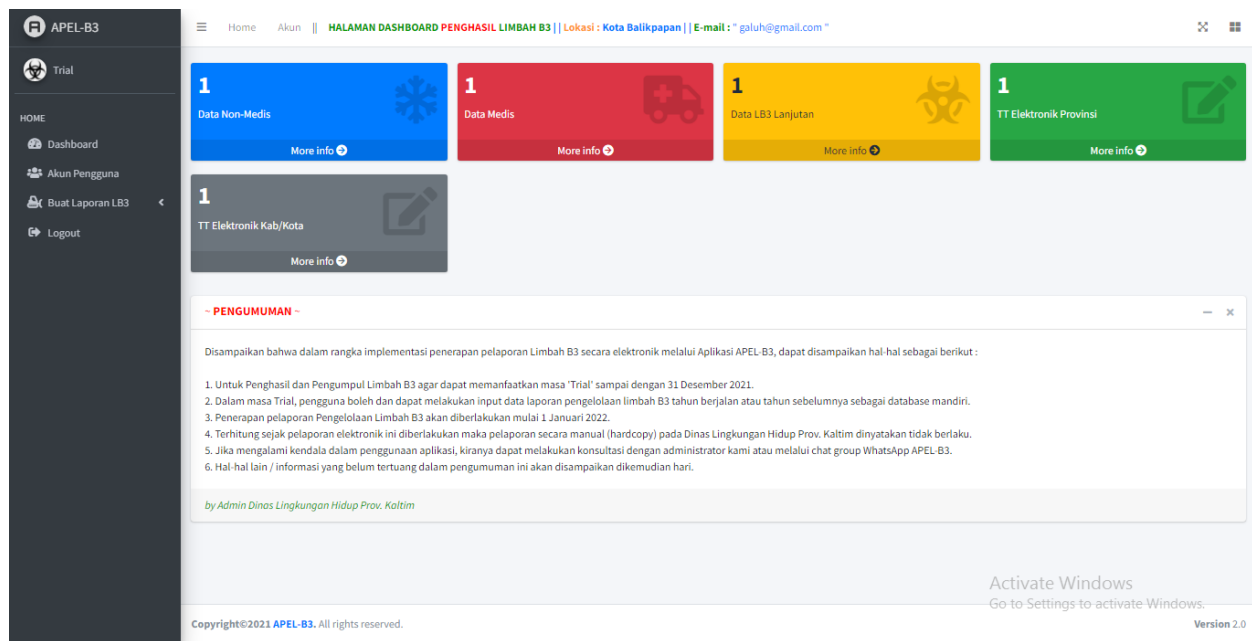 APEL-B3
Home Akun || HALAMAN DASHBOARD PENGHASIL LIMBAH B3 || Lokasi : Kota Balikpapan || E-mail : " galuh@gmail.com "
Trial
HOME
Dashboard
Akun Pengguna
Buat Laporan LB3
Logout
1
Data Non-Medis
More info
1
Data Medis
More info
1
Data LB3 Lanjutan
More info
1
TT Elektronik Provinsi
More info
1
TT Elektronik Kab/Kota
More info
~ PENGUMUMAN ~
Disampaikan bahwa dalam rangka implementasi penerapan pelaporan Limbah B3 secara elektronik melalui Aplikasi APEL-B3, dapat disampaikan hal-hal sebagai berikut :
1. Untuk Penghasil dan Pengumpul Limbah B3 agar dapat memanfaatkan masa 'Trial' sampai dengan 31 Desember 2021.
2. Dalam masa Trial, pengguna boleh dan dapat melakukan input data laporan pengelolaan limbah B3 tahun berjalan atau tahun sebelumnya sebagai database mandiri.
3. Penerapan pelaporan Pengelolaan Limbah B3 akan diberlakukan mulai 1 Januari 2022.
4. Terhitung sejak pelaporan elektronik ini diberlakukan maka pelaporan secara manual (hardcopy) pada Dinas Lingkungan Hidup Prov. Kaltim dinyatakan tidak berlaku.
5. Jika mengalami kendala dalam penggunaan aplikasi, kiranya dapat melakukan konsultasi dengan administrator kami atau melalui chat group WhatsApp APEL-B3.
6. Hal-hal lain / informasi yang belum tertuang dalam pengumuman ini akan disampaikan dikemudian hari.
by Admin Dinas Lingkungan Hidup Prov. Kaltim
Activate Windows
Go to Settings to activate Windows.
Copyright©2021 APEL-B3. All rights reserved.
Version 2.0